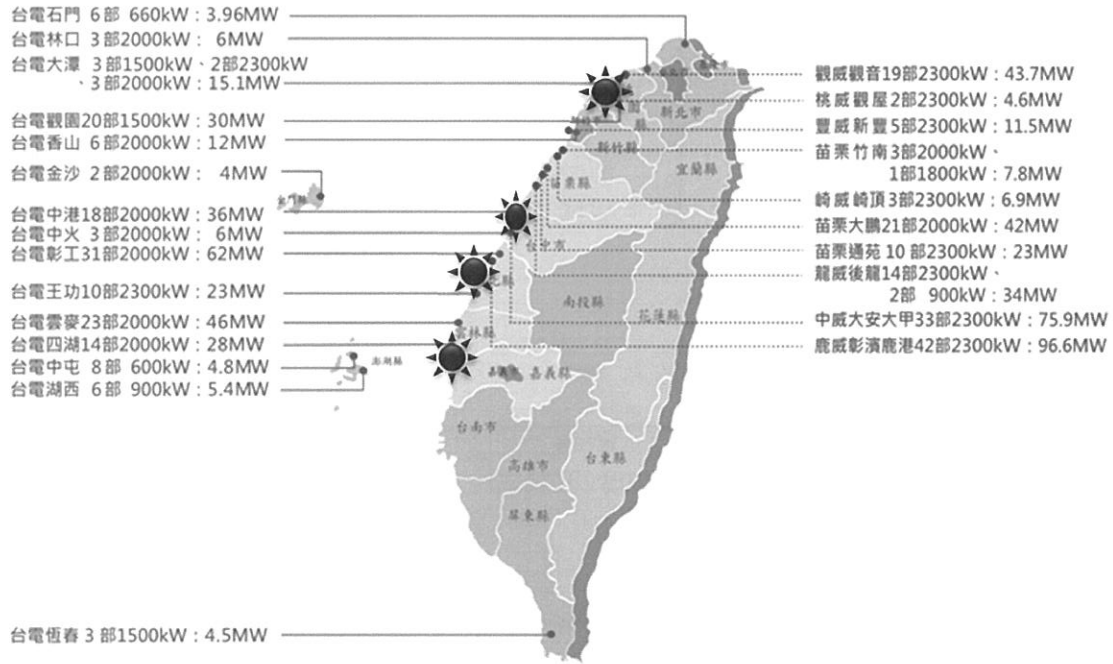 台電石門 6部 660kW：3.96MW
台電林口 3部2000kW： 6MW
台電大潭 3部1500kW、2部2300kW
、3部2000kW：15.1MW
台電觀園20部1500kW：30MW
台電香山 6部2000kW：12MW
台電金沙 2部2000kW： 4MW
台電中港18部2000kW：36MW
台電中火 3部2000kW： 6MW
台電彰工31部2000kW：62MW
台電王功10部2300kW：23MW
台電雲麥23部2000kW：46MW
台電四湖14部2000kW：28MW
台電中屯 8部 600kW：4.8MW
台電湖西 6部 900kW：5.4MW
台電恆春 3部1500kW：4.5MW
觀威觀音19部2300kW：43.7MW
桃威觀屋2部2300kW：4.6MW
豐威新豐5部2300kW：11.5MW
苗栗竹南3部2000kW、
1部1800kW：7.8MW
崎威崎頂3部2300kW：6.9MW
苗栗大鵬21部2000kW：42MW
苗栗通苑 10 部2300kW：23MW
龍威後龍14部2300kW、
2部 900kW：34MW
中威大安大甲33部2300kW：75.9MW
鹿威彰濱鹿港42部2300kW：96.6MW
新北市
新竹縣
宜蘭縣
苗栗縣
金門縣
台中市
南投縣
花蓮縣
雲林縣
澎湖縣
嘉義縣
台南市
高雄市
台東縣
屏東縣